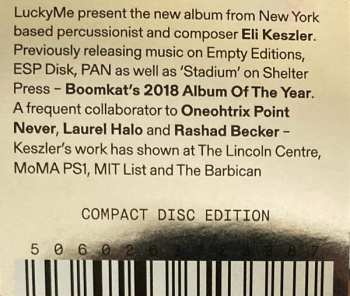 LuckyMe present the new album from New York
based percussionist and composer Eli Keszler.
Previously releasing music on Empty Editions,
ESP Disk, PAN as well as ‘Stadium’ on Shelter
Press – Boomkat’s 2018 Album Of The Year.
A frequent collaborator to Oneohtrix Point
Never, Laurel Halo and Rashad Becker –
Keszler’s work has shown at The Lincoln Centre,
MoMA PS1, MIT List and The Barbican
COMPACT DISC EDITION